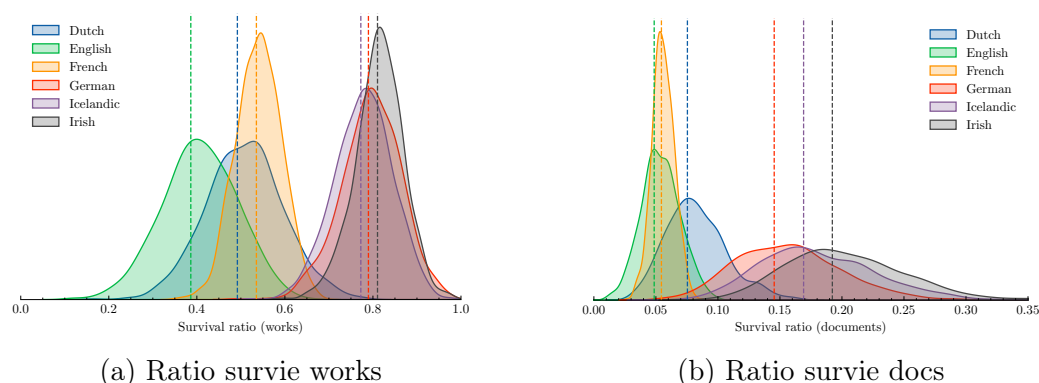 Dutch
English
French
German
Icelandic
Irish
0.0 0.2 0.4 0.6 0.8 1.0
Survival ratio (works)
(a) Ratio survie works
Dutch
English
French
German
Icelandic
Irish
0.00 0.05 0.10 0.15 0.20 0.25 0.30 0.35
Survival ratio (documents)
(b) Ratio survie docs